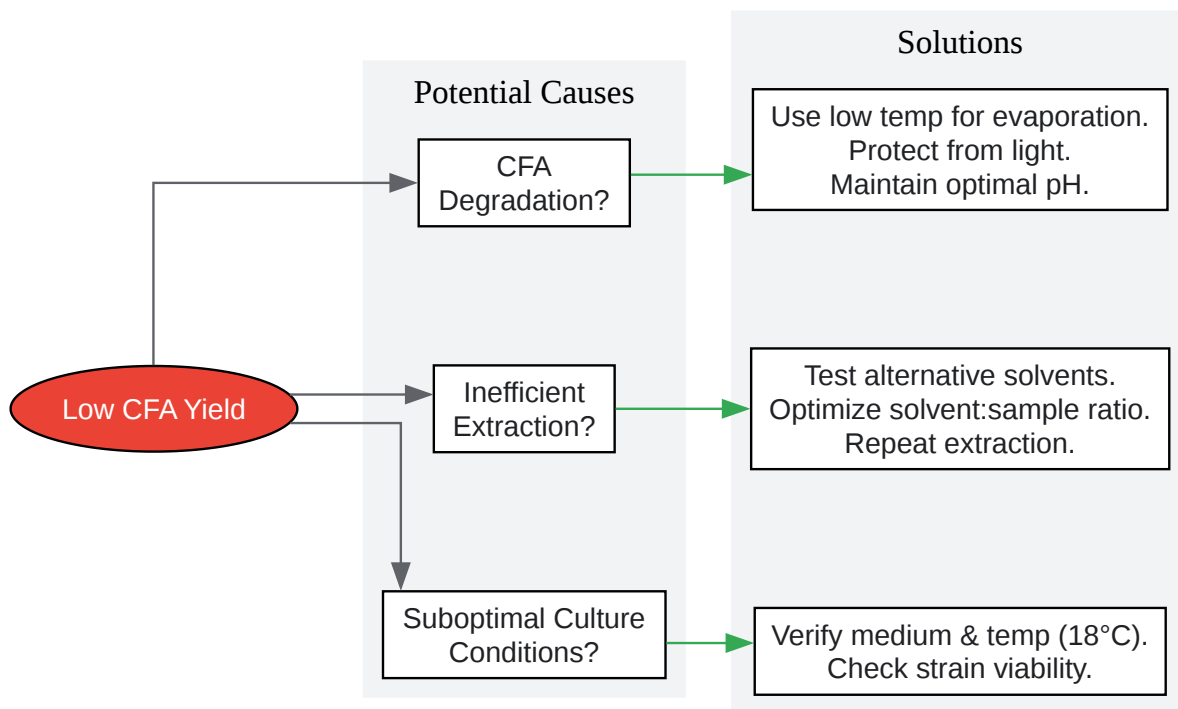 Solutions
Potential Causes
Use low temp for evaporation.
Protect from light.
Maintain optimal pH.
CFA
Degradation?
Low CFA Yield
Inefficient
Extraction?
Test alternative solvents.
Optimize solvent:sample ratio.
Repeat extraction.
Suboptimal Culture
Conditions?
Verify medium & temp (18°C).
Check strain viability.